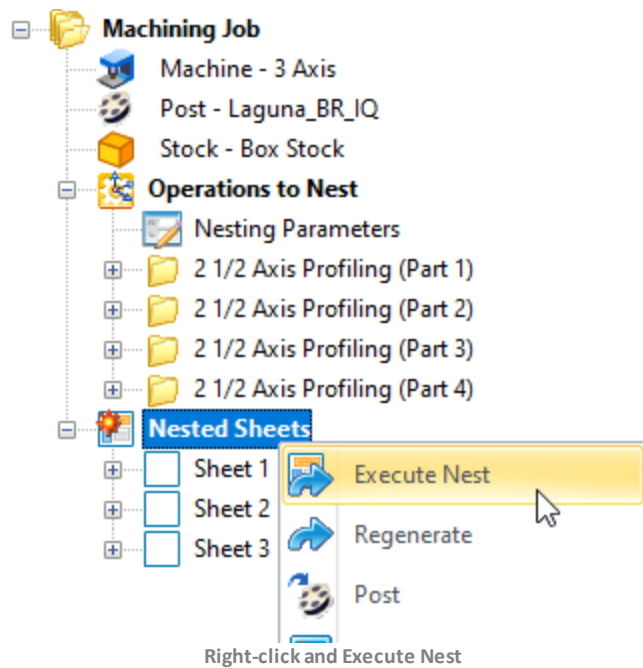 Machining Job
Machine - 3 Axis
Post - Laguna_BR_IQ
Stock - Box Stock
Operations to Nest
Nesting Parameters
2 1/2 Axis Profiling (Part 1)
2 1/2 Axis Profiling (Part 2)
2 1/2 Axis Profiling (Part 3)
2 1/2 Axis Profiling (Part 4)
Nested Sheets
Sheet 1
Execute Nest
Sheet 2
Regenerate
Sheet 3
Post
Right-click and Execute Nest